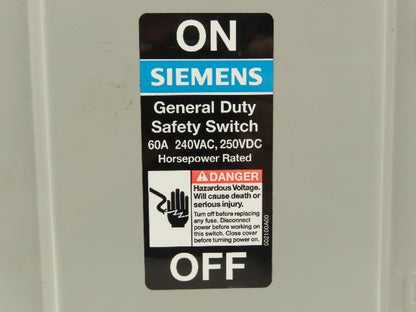 ON
SIEMENS
General Duty
Safety Switch
60A 240VAC, 250VDC
Horsepower Rated
DANGER
Hazardous Voltage.
Will cause death or
serious injury.
Turn off before replacing
any fuse. Disconnect
power before working on
this switch. Close cover
before turning power on.
OFF